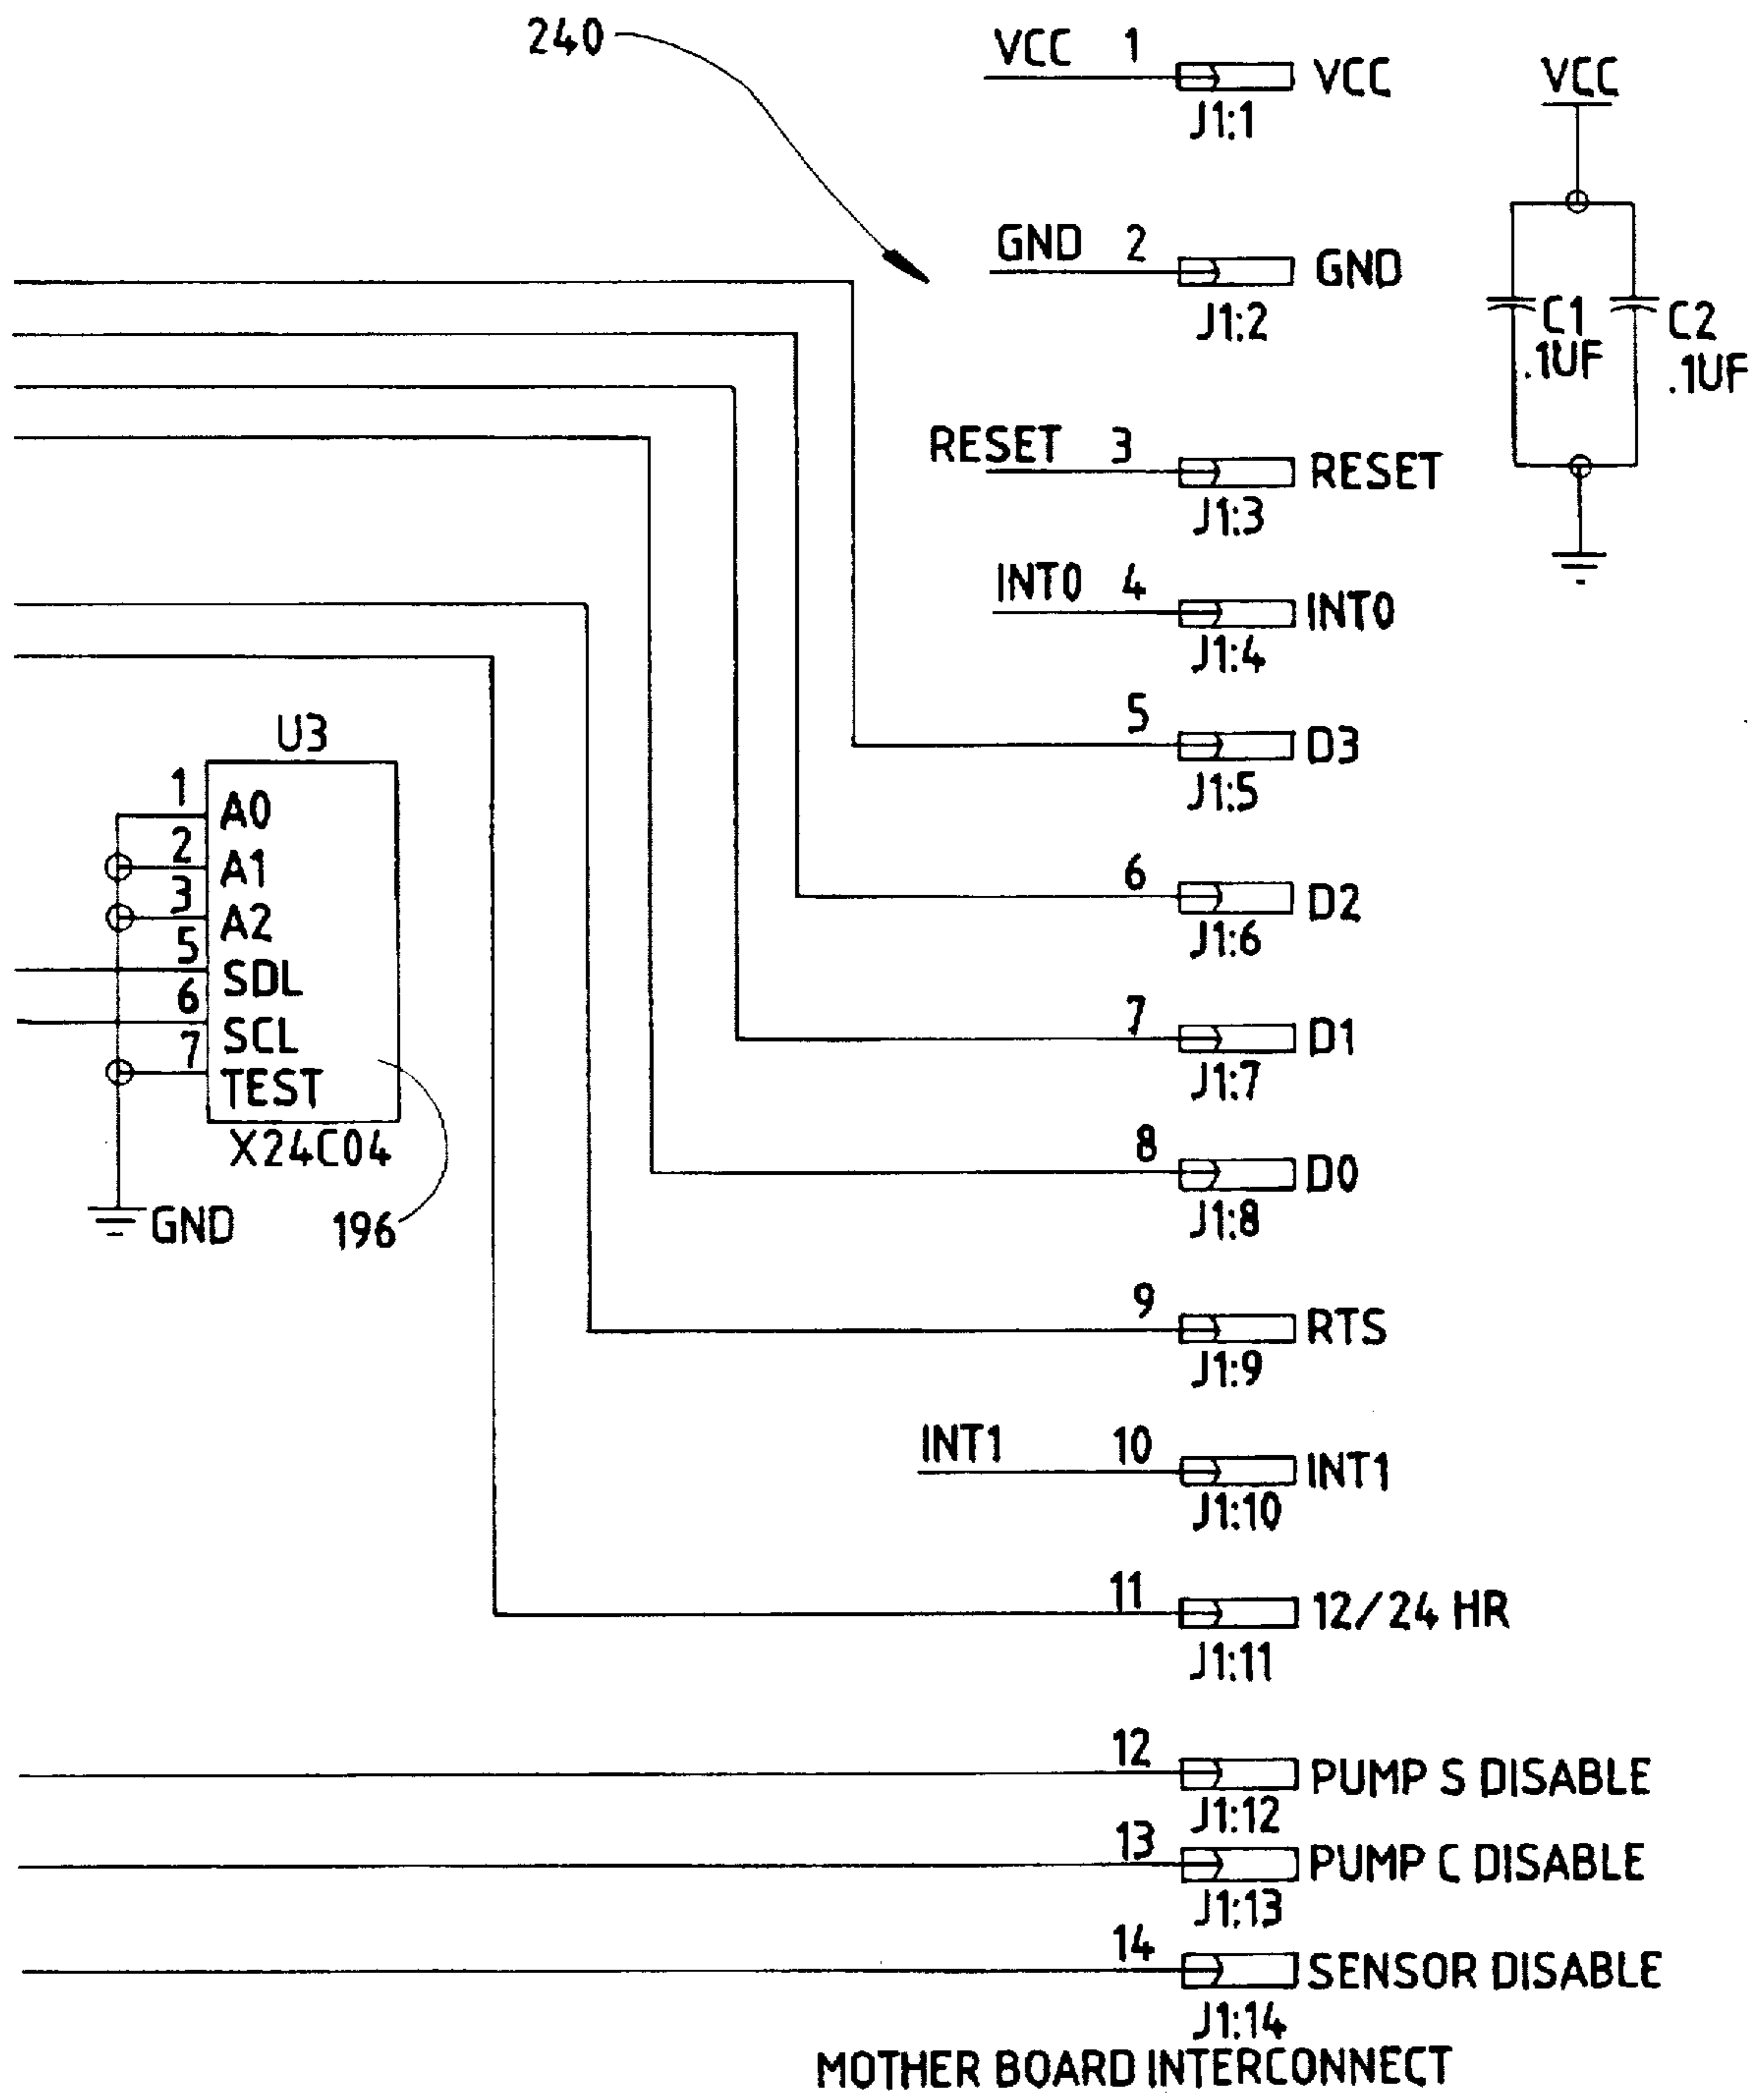 240
VCC 1
VCC
J1:1
VCC
GND 2
GND
J1:2
C1
.1UF
C2
.1UF
RESET 3
RESET
J1:3
INT0 4
INT0
J1:4
5
D3
J1:5
U3
1 A0
2 A1
3 A2
5 SDL
6 SCL
7 TEST
X24C04
GND
196
6
D2
J1:6
7
D1
J1:7
8
D0
J1:8
9
RTS
J1:9
INT1 10
INT1
J1:10
11
12/24 HR
J1:11
12
PUMP S DISABLE
J1:12
13
PUMP C DISABLE
J1:13
14
SENSOR DISABLE
J1:14
MOTHER BOARD INTERCONNECT